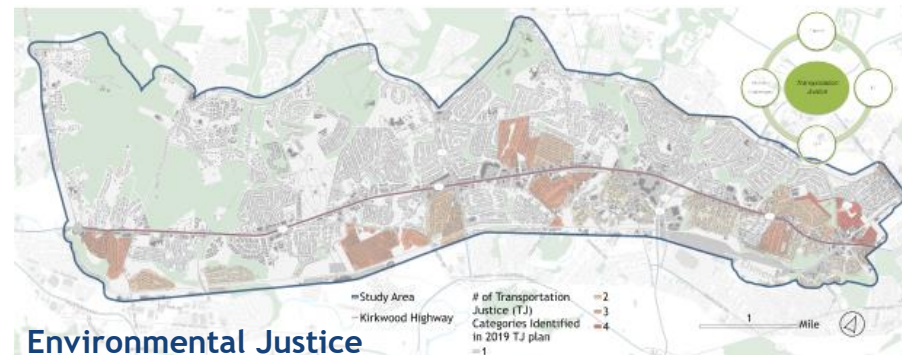 Transportation
Justice
Study Area
Kirkwood Highway
# of Transportation
Justice (TJ)
Categories Identified
in 2019 TJ plan
1
2
3
4
1
Mile
Environmental Justice